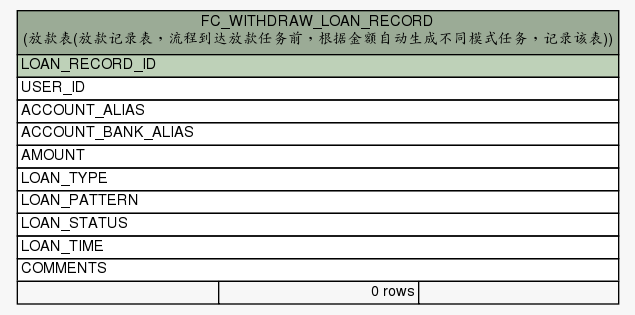 FC_WITHDRAW_LOAN_RECORD
(放款表(放款记录表，流程到达放款任务前，根据金额自动生成不同模式任务，记录该表))
LOAN_RECORD_ID
USER_ID
ACCOUNT_ALIAS
ACCOUNT_BANK_ALIAS
AMOUNT
LOAN_TYPE
LOAN_PATTERN
LOAN_STATUS
LOAN_TIME
COMMENTS
0 rows